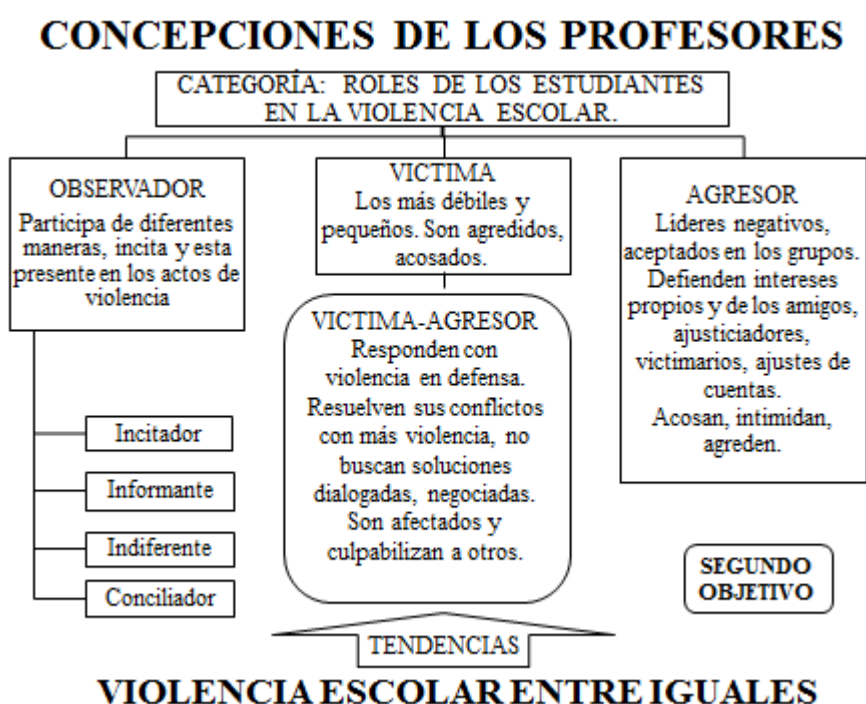 CONCEPCIONES DE LOS PROFESORES
CATEGORÍA: ROLES DE LOS ESTUDIANTES
EN LA VIOLENCIA ESCOLAR.
OBSERVADOR
Participa de diferentes
maneras, incita y esta
presente en los actos de
violencia
Incitador
Informante
Indiferente
Conciliador
VICTIMA
Los más débiles y
pequeños. Son agredidos,
acosados.
VICTIMA-AGRESOR
Responden con
violencia en defensa.
Resuelven sus conflictos
con más violencia, no
buscan soluciones
dialogadas, negociadas.
Son afectados y
culpabilizan a otros.
AGRESOR
Líderes negativos,
aceptados en los grupos.
Defienden intereses
propios y de los amigos,
ajusticiadores,
victimarios, ajustes de
cuentas.
Acosan, intimidan,
agreden.
SEGUNDO
OBJETIVO
TENDENCIAS
VIOLENCIA ESCOLAR ENTRE IGUALES